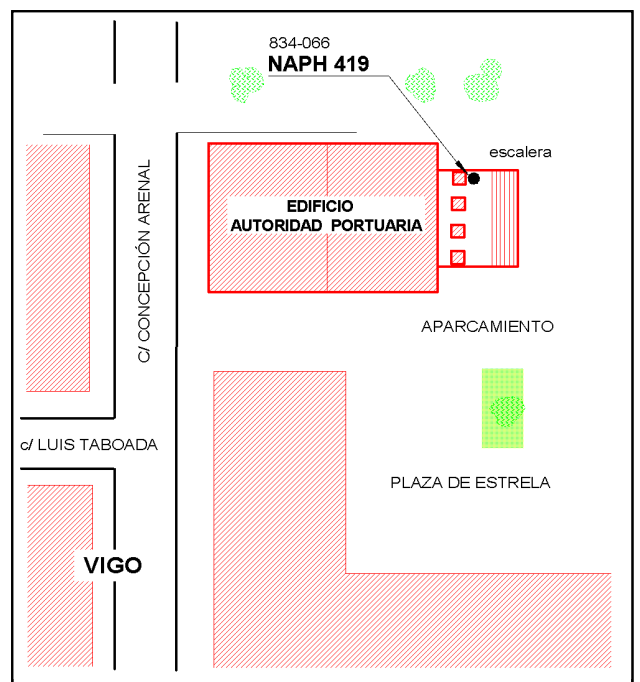 834-066
NAPH 419
escalera
EDIFICIO
AUTORIDAD PORTUARIA
C/ CONCEPCIÓN ARENAL
APARCAMIENTO
c/ LUIS TABOADA
PLAZA DE ESTRELA
VIGO